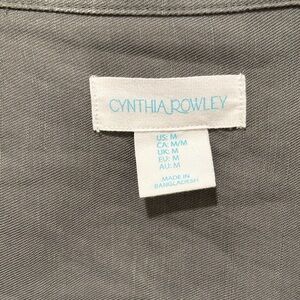 CYNTHIA ROWLEY
US: M
CA: M/M
UK: M
EU: M
AU: M
MADE IN
BANGLADESH